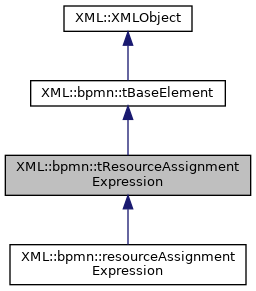 XML::XMLObject
XML::bpmn::tBaseElement
XML::bpmn::tResourceAssignment
Expression
XML::bpmn::resourceAssignment
Expression